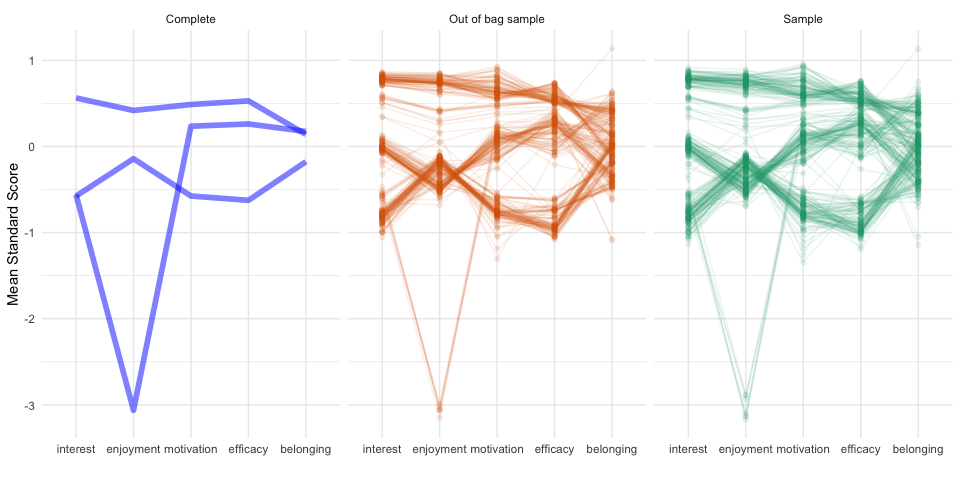 Complete
Out of bag sample
Sample
Mean Standard Score
1
0
-1
-2
-3
interest enjoyment motivation efficacy belonging
interest enjoyment motivation efficacy belonging
interest enjoyment motivation efficacy belonging